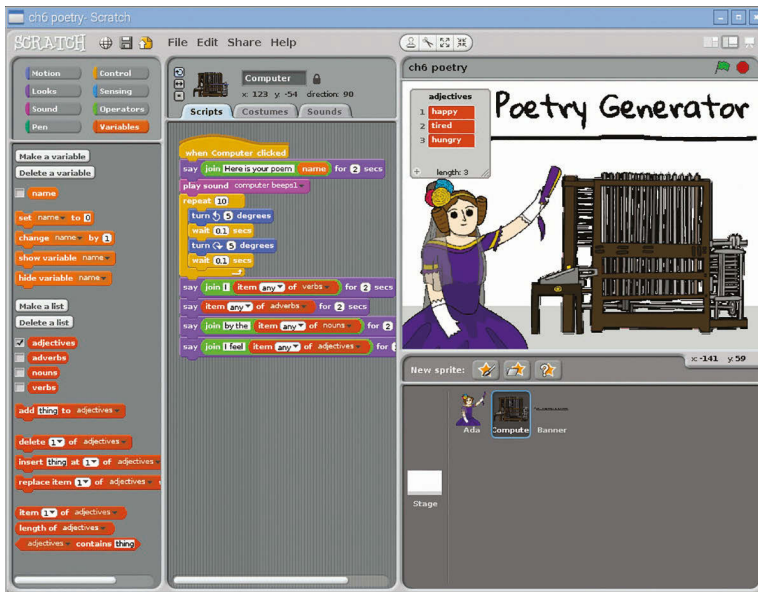 ch6 poetry- Scratch
SCRATCH File Edit Share Help
Motion Control
Looks Sensing
Sound Operators
Pen Variables
Make a variable
Delete a variable
name
set name to 0
change name by 1
show variable name
hide variable name
Make a list
Delete a list
adjectives
adverbs
nouns
verbs
add thing to adjectives
delete 1 of adjectives
insert thing at 1 of adjectives
replace item 1 of adjectives
item 1 of adjectives
length of adjectives
adjectives contains thing
Computer
x: 123 y: -54 direction: 90
Scripts Costumes Sounds
when Computer clicked
say join Here is your poem name for 2 secs
play sound computer beeps1
repeat 10
turn 5 degrees
wait 0.1 secs
turn 5 degrees
wait 0.1 secs
say join I item any of verbs for 2 secs
say item any of adverbs for 2 secs
say join by the item any of nouns for 2
say join I feel item any of adjectives for
ch6 poetry
adjectives
1 happy
2 tired
3 hungry
+ length: 3
Poetry Generator
x: -141 y: 59
New sprite:
Ada Compute Banner
Stage